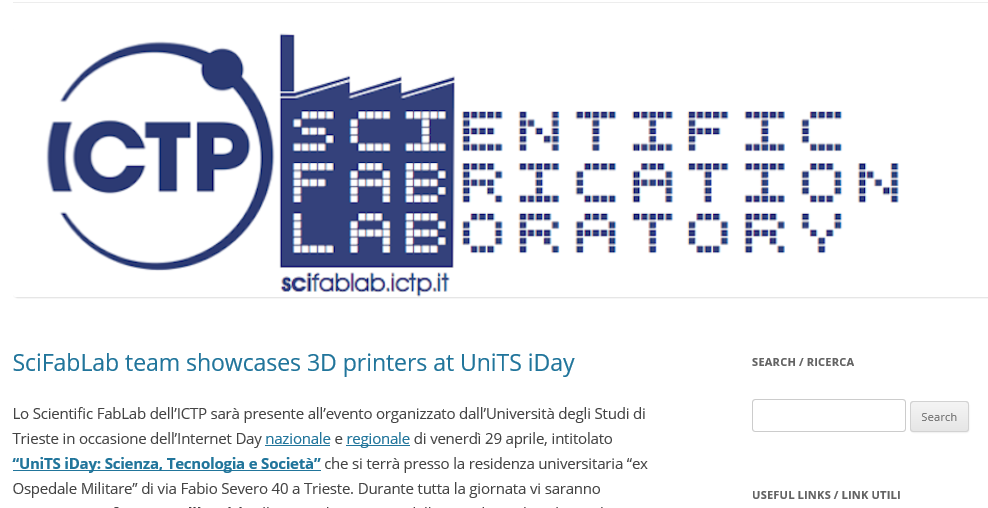 ICTP
SCIENTIFIC
FABRICATION
LABORATORY
scifablab.ictp.it
SciFabLab team showcases 3D printers at UniTS iDay
SEARCH / RICERCA
Lo Scientific FabLab dell’ICTP sarà presente all’evento organizzato dall’Università degli Studi di
Trieste in occasione dell’Internet Day nazionale e regionale di venerdì 29 aprile, intitolato
“UniTS iDay: Scienza, Tecnologia e Società” che si terrà presso la residenza universitaria “ex
Ospedale Militare” di via Fabio Severo 40 a Trieste. Durante tutta la giornata vi saranno
Search
USEFUL LINKS / LINK UTILI